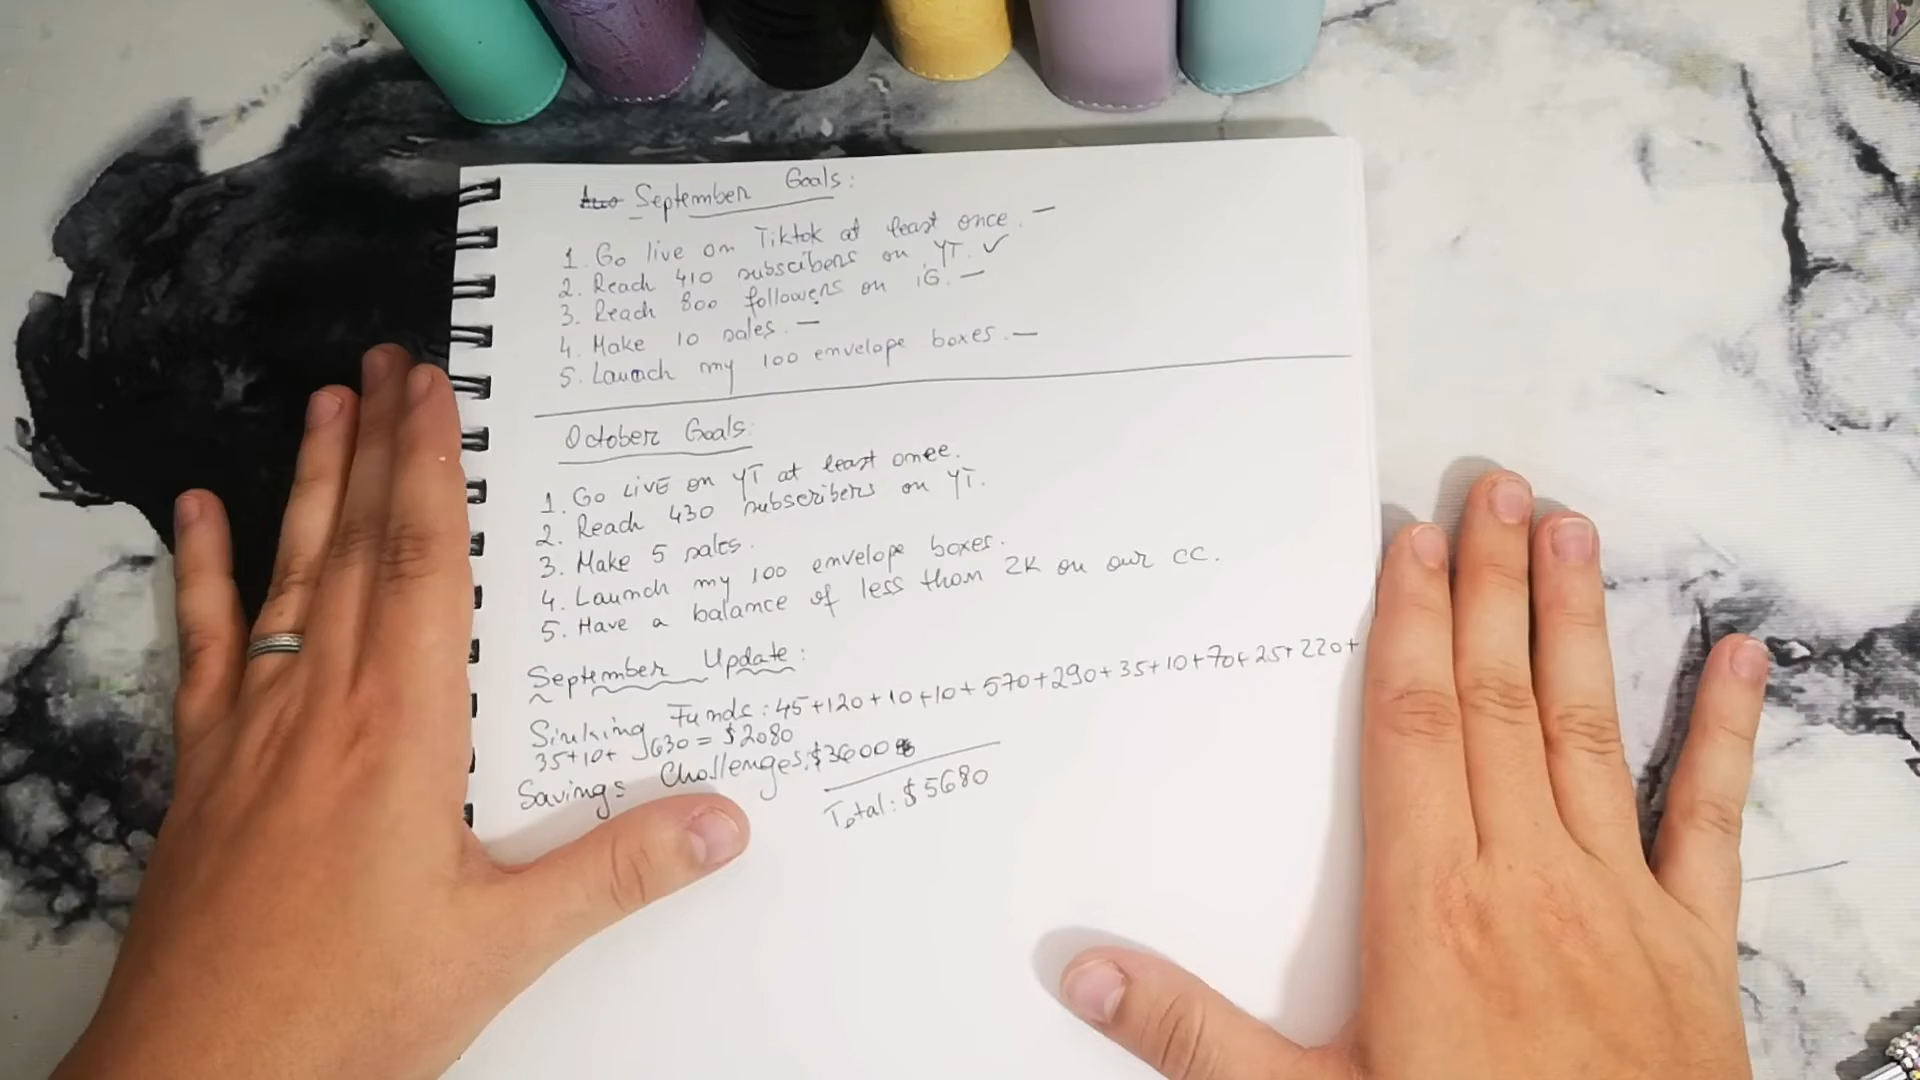 September Goals:
1. Go live on Tiktok at least once. —
2. Reach 410 subscibers on YT. ✓
3. Reach 800 followers on iG. —
4. Make 10 sales. —
5. Launch my 100 envelope boxes. —
October Goals:
1. Go LIVE on YT at least once.
2. Reach 430 subscribers on YT.
3. Make 5 sales.
4. Launch my 100 envelope boxes.
5. Have a balance of less than 2K on our cc.
September Update:
Sinking Funds: 45+120+10+10+570+290+35+10+70+25+220+
35+10+ 630 = $2080
Savings Challenges: $3600
Total: $5680